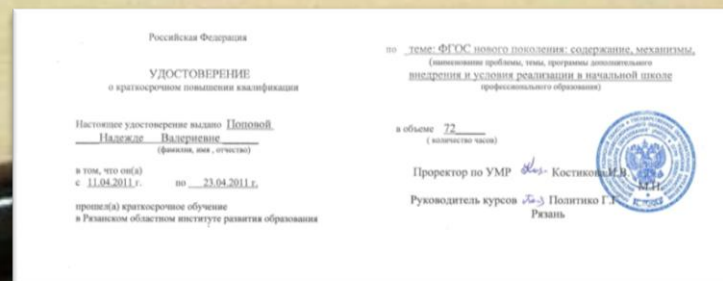 Российская Федерация
УДОСТОВЕРЕНИЕ
о краткосрочном повышении квалификации
Настоящее удостоверение выдано Поповой
Надежде Валериевне
(фамилия, имя , отчество)
в том, что он(а)
с 11.04.2011 г. по 23.04.2011 г.
прошел(а) краткосрочное обучение
в Рязанском областном институте развития образования
по теме: ФГОС нового поколения: содержание, механизмы,
(наименование проблемы, темы, программы дополнительного
внедрения и условия реализации в начальной школе
профессионального образования)
в объеме 72
( количество часов)
Проректор по УМР Костикова И.В.
М.П.
Руководитель курсов Политико Г.Г
Рязань